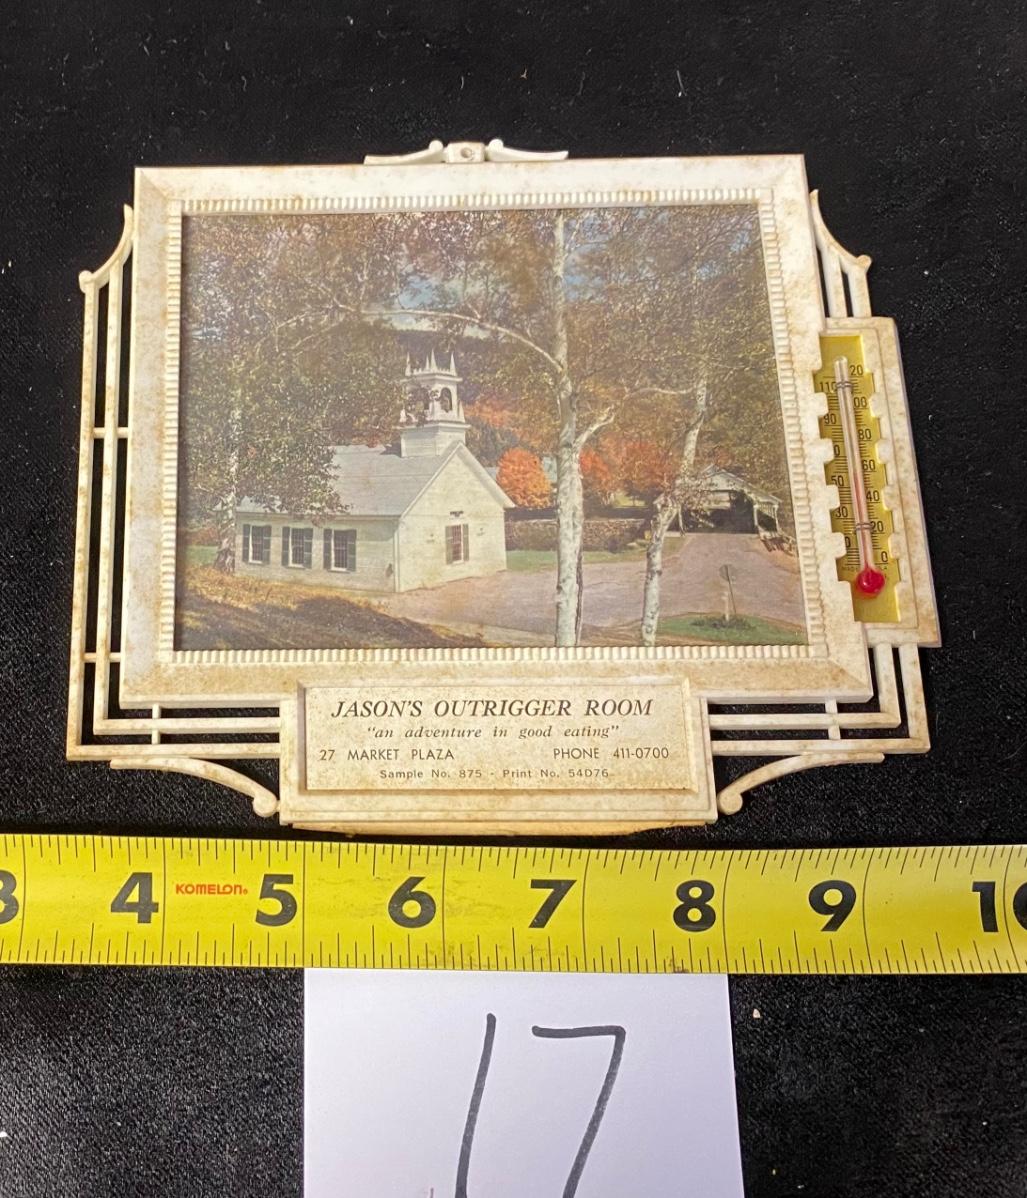 20
110
100
90
80
60
50
40
30
20
0
JASON'S OUTRIGGER ROOM
"an adventure in good eating"
27 MARKET PLAZA PHONE 411-0700
Sample No. 875 - Print No. 54D76
3 4 KOMELON® 5 6 7 8 9 10
17